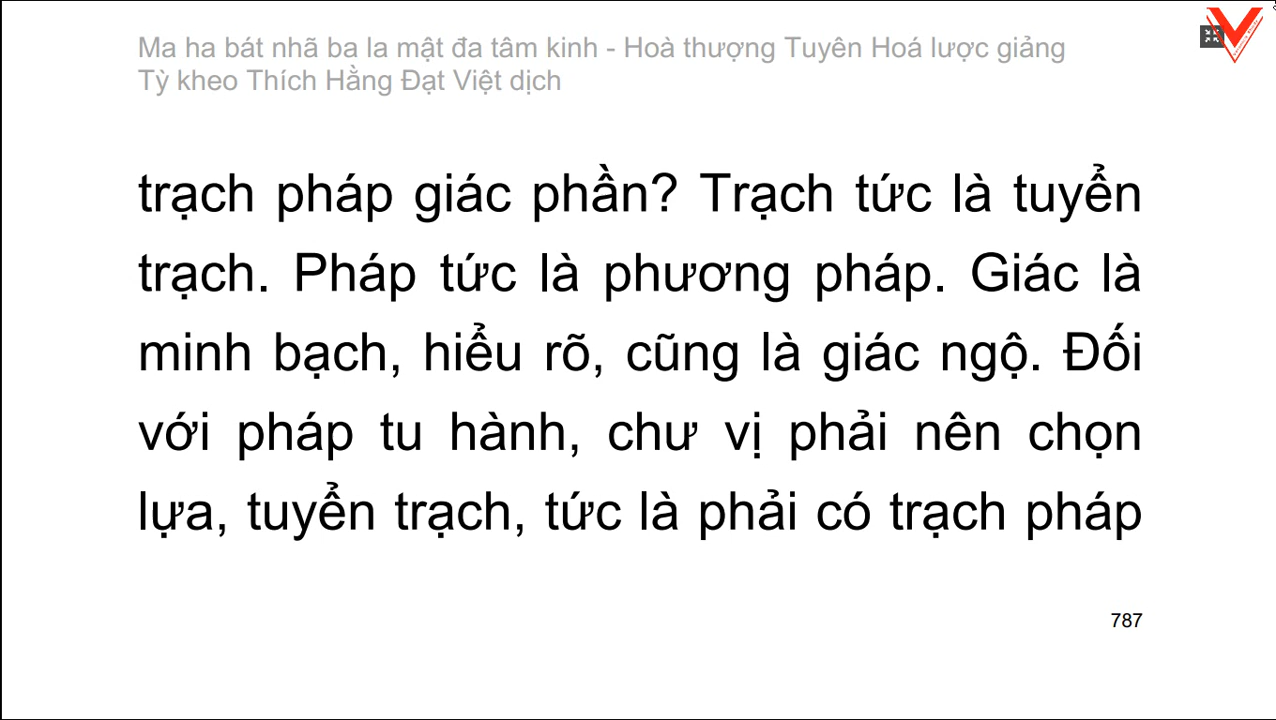 Ma ha bát nhã ba la mật đa tâm kinh - Hoà thượng Tuyên Hoá lược giảng
Tỳ kheo Thích Hằng Đạt Việt dịch
trạch pháp giác phần? Trạch tức là tuyển
trạch. Pháp tức là phương pháp. Giác là
minh bạch, hiểu rõ, cũng là giác ngộ. Đối
với pháp tu hành, chư vị phải nên chọn
lựa, tuyển trạch, tức là phải có trạch pháp
787